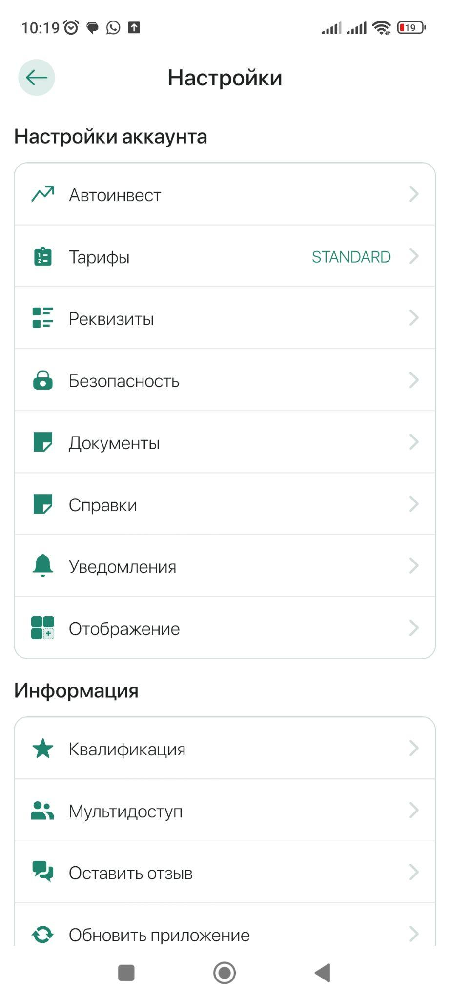 10:19
19
Настройки
Настройки аккаунта
Автоинвест
Тарифы STANDARD
Реквизиты
Безопасность
Документы
Справки
Уведомления
Отображение
Информация
Квалификация
Мультидоступ
Оставить отзыв
Обновить приложение